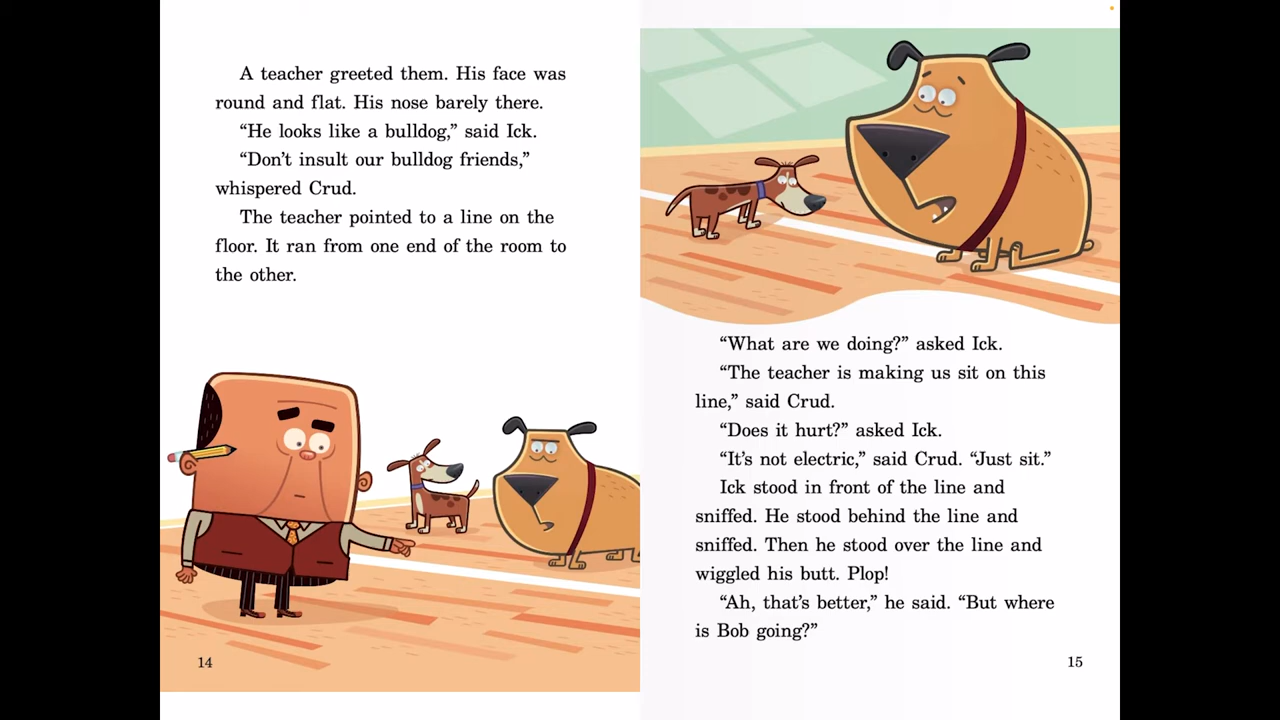 A teacher greeted them. His face was
round and flat. His nose barely there.
“He looks like a bulldog,” said Ick.
“Don’t insult our bulldog friends,”
whispered Crud.
The teacher pointed to a line on the
floor. It ran from one end of the room to
the other.
14
“What are we doing?” asked Ick.
“The teacher is making us sit on this
line,” said Crud.
“Does it hurt?” asked Ick.
“It’s not electric,” said Crud. “Just sit.”
Ick stood in front of the line and
sniffed. He stood behind the line and
sniffed. Then he stood over the line and
wiggled his butt. Plop!
“Ah, that’s better,” he said. “But where
is Bob going?”
15